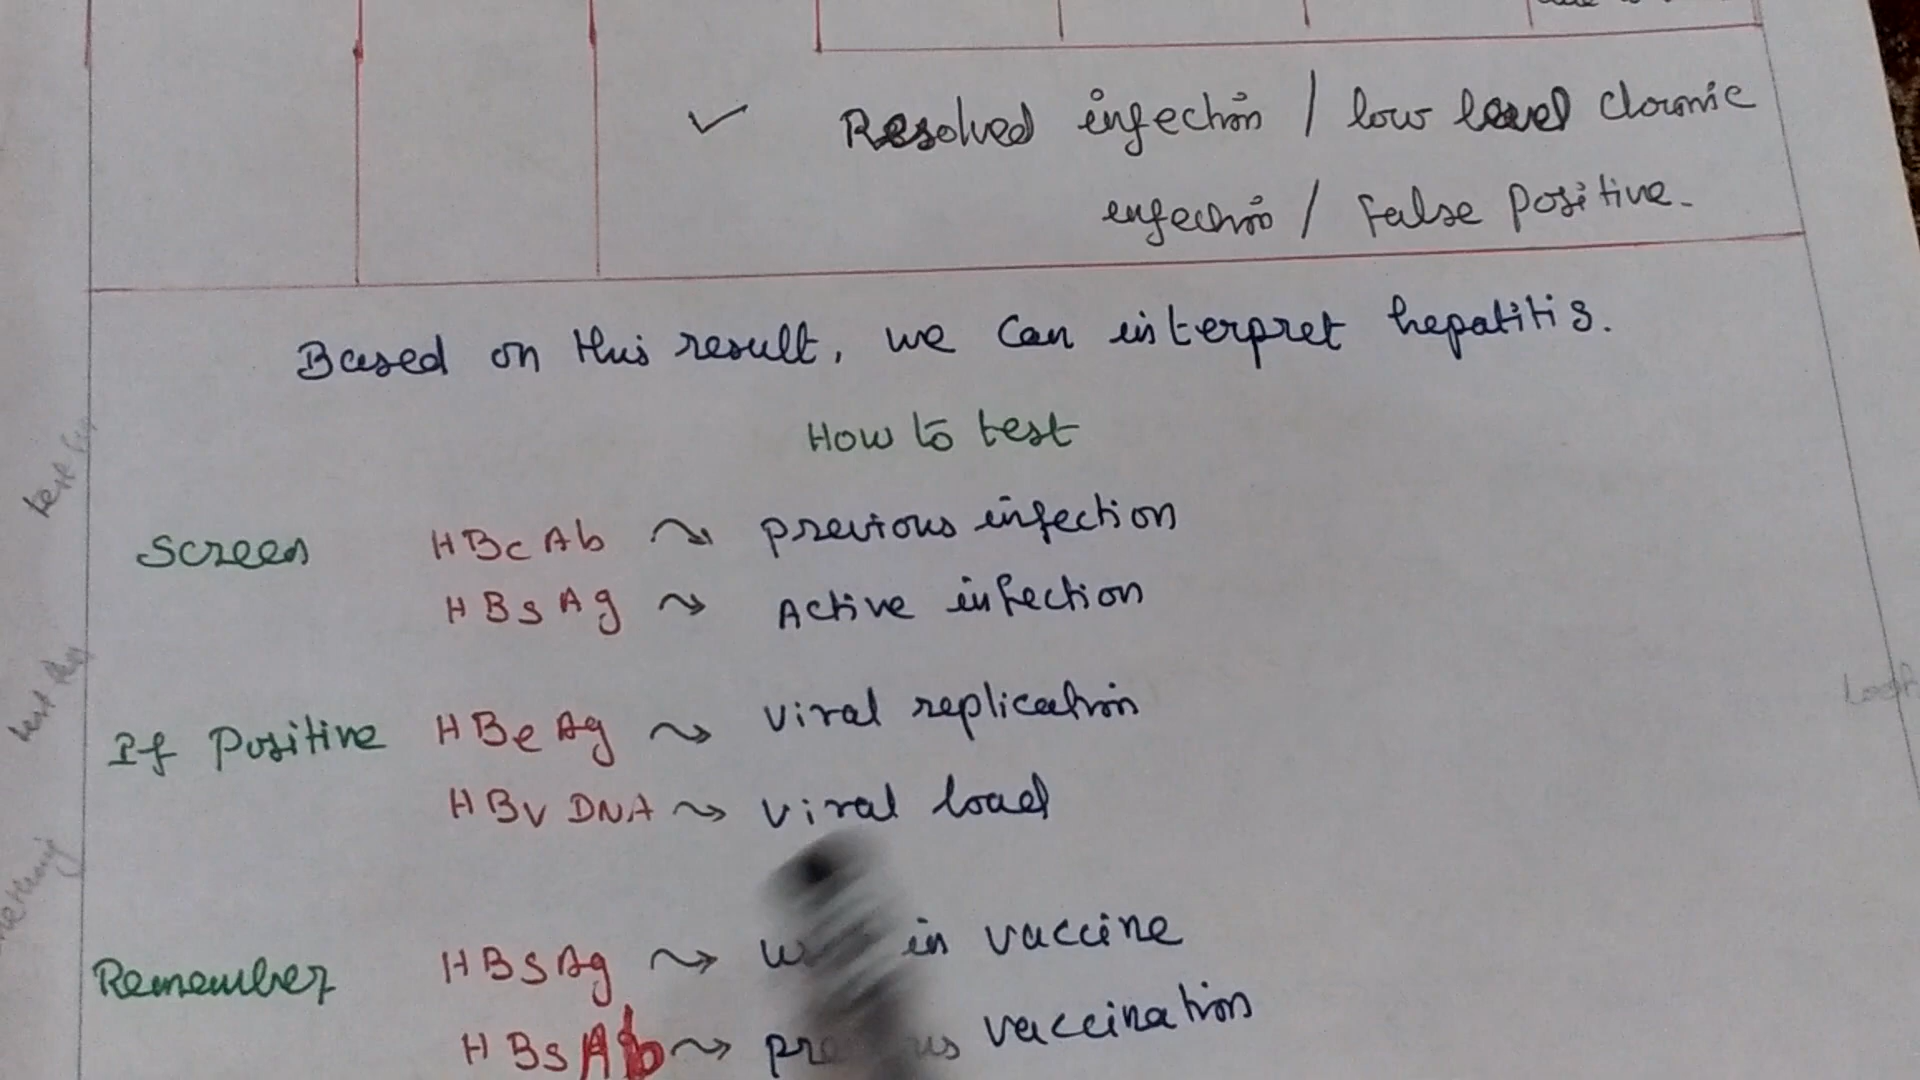 ✓ Resolved infection / low level chronic
infection / False positive.
Based on this result, we can interpret hepatitis.
How to test
Screen HBcAb ⤳ previous infection
HBsAg ⤳ Active infection
If Positive HBeAg ⤳ viral replication
HBV DNA ⤳ viral load
Remember HBsAg ⤳ in vaccine
HBsAb ⤳ vaccination